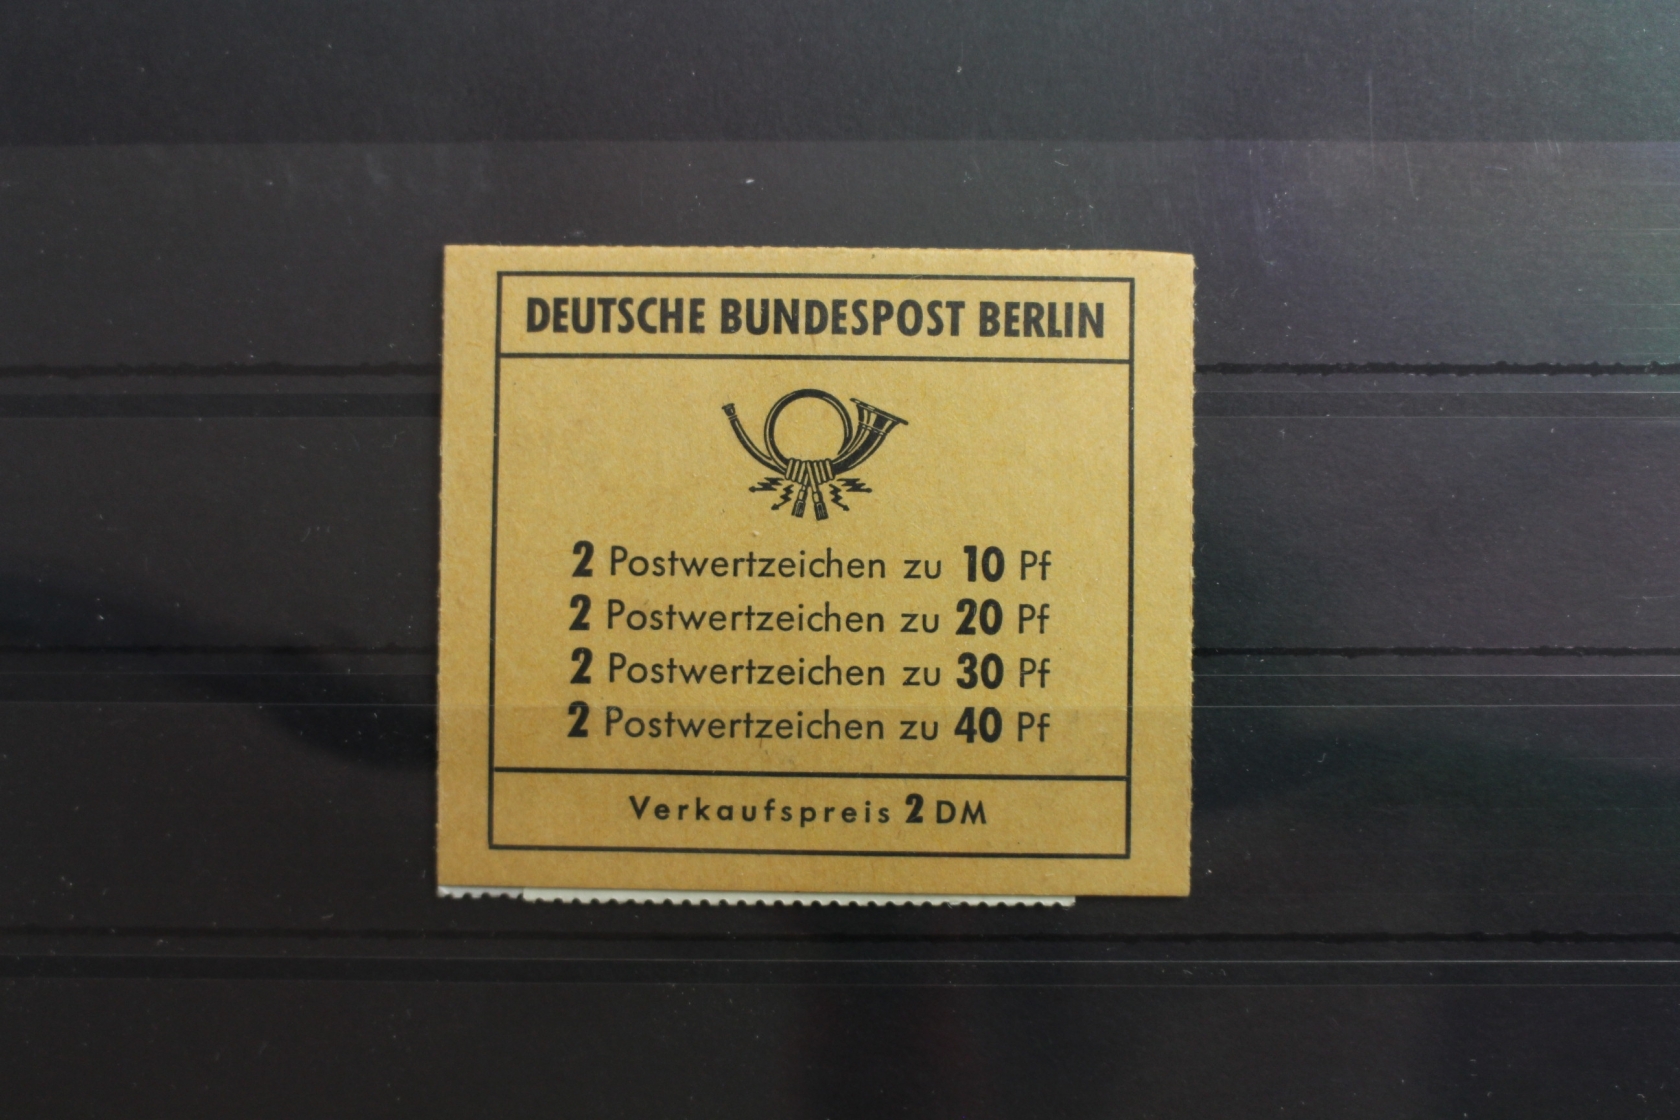 DEUTSCHE BUNDESPOST BERLIN
2 Postwertzeichen zu 10 Pf
2 Postwertzeichen zu 20 Pf
2 Postwertzeichen zu 30 Pf
2 Postwertzeichen zu 40 Pf
Verkaufspreis 2 DM